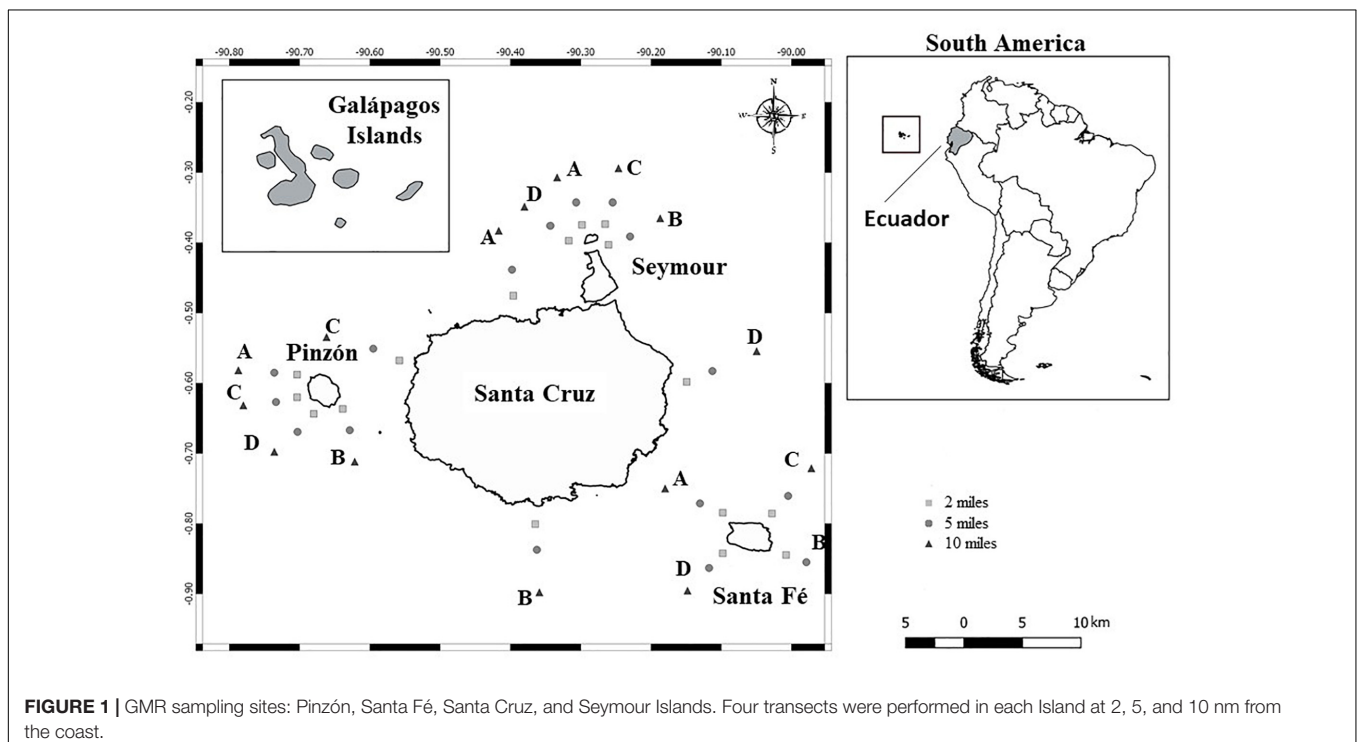 South America
-90.80 -90.70 -90.60 -90.50 -90.40 -90.30 -90.20 -90.10 -90.00
-0.20
-0.30
-0.40
-0.50
-0.60
-0.70
-0.80
-0.90
Galápagos
Islands
N
W
E
S
Ecuador
A
C
D
B
A
Seymour
C
Pinzón
A
C
D
B
Santa Cruz
D
C
A
B
D
Santa Fé
B
2 miles
5 miles
10 miles
5 0 5 10 km
FIGURE 1 | GMR sampling sites: Pinzón, Santa Fé, Santa Cruz, and Seymour Islands. Four transects were performed in each Island at 2, 5, and 10 nm from
the coast.